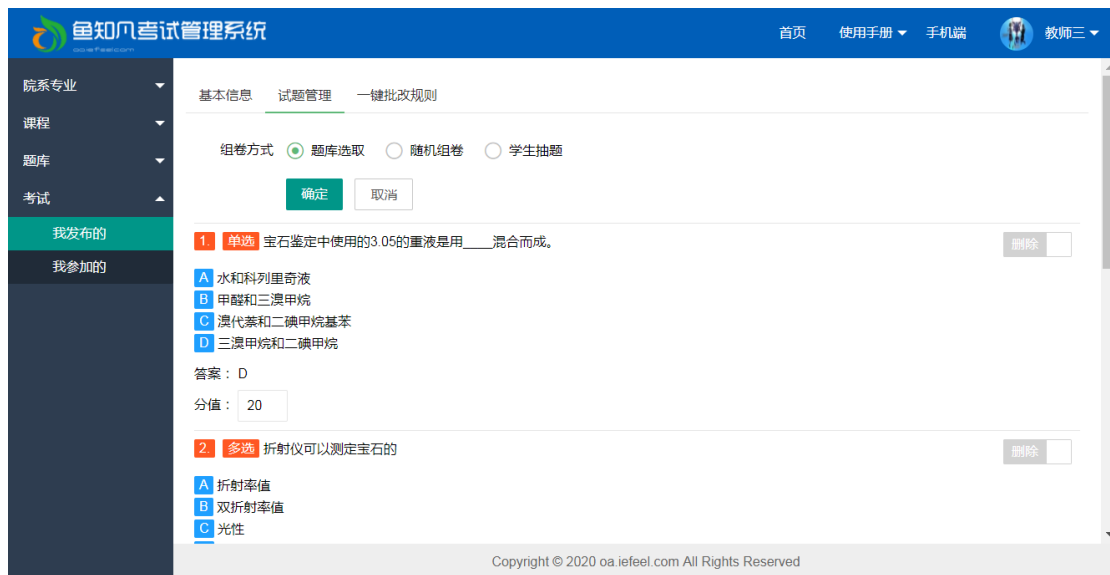 鱼知凡考试管理系统
oa.iefeel.com
首页 使用手册 手机端 教师三
院系专业
课程
题库
考试
我发布的
我参加的
基本信息 试题管理 一键批改规则
组卷方式 题库选取 随机组卷 学生抽题
确定 取消
1. 单选 宝石鉴定中使用的3.05的重液是用____混合而成。 删除
A 水和科列里奇液
B 甲醛和三溴甲烷
C 溴代萘和二碘甲烷基苯
D 三溴甲烷和二碘甲烷
答案： D
分值： 20
2. 多选 折射仪可以测定宝石的 删除
A 折射率值
B 双折射率值
C 光性
Copyright © 2020 oa.iefeel.com All Rights Reserved